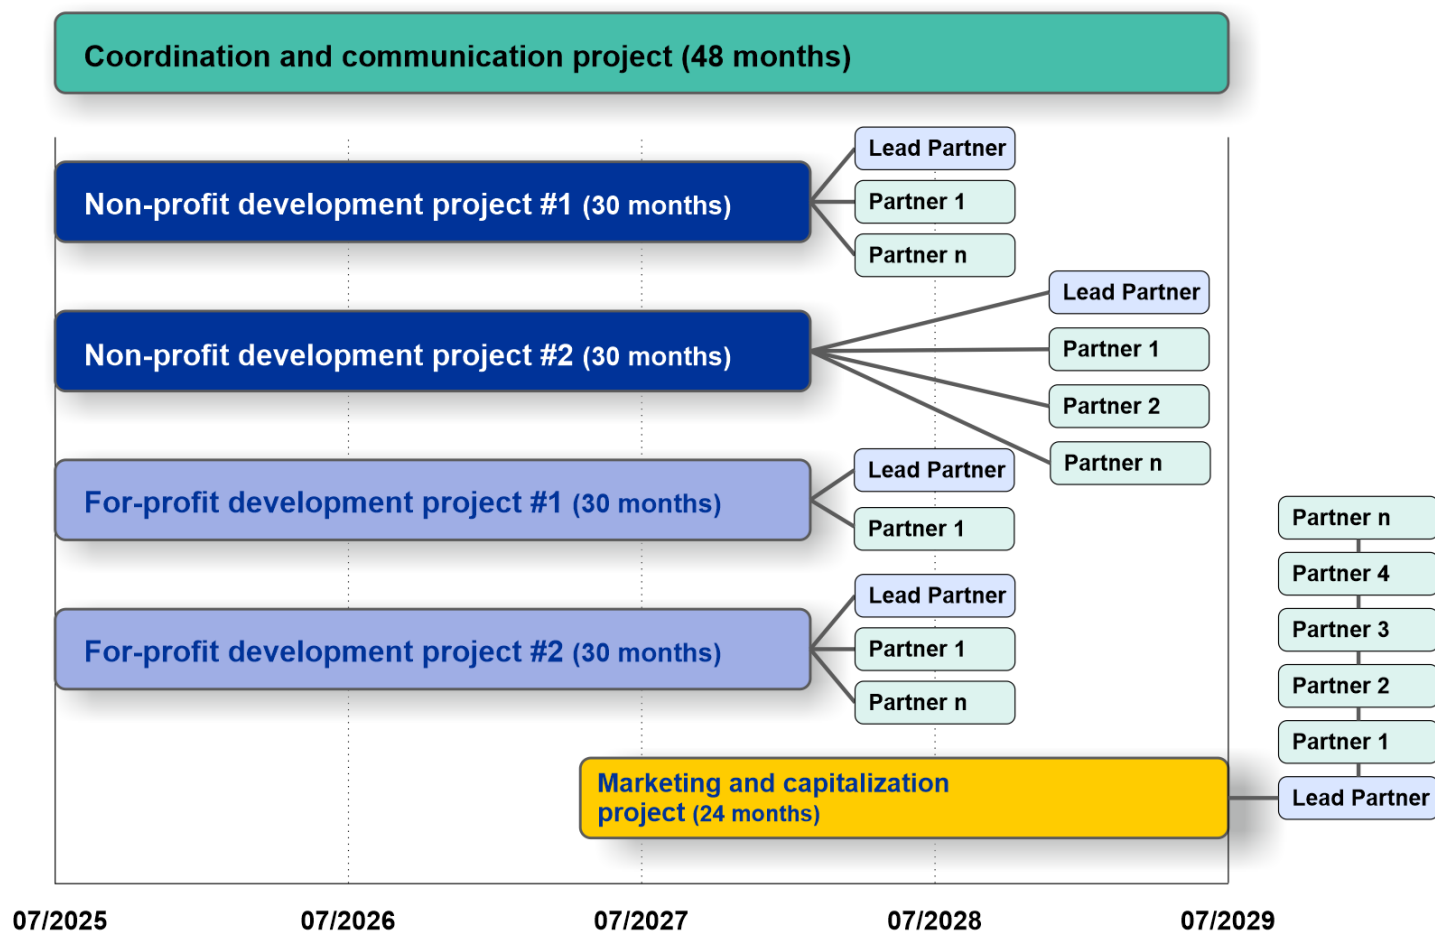 Coordination and communication project (48 months)
Non-profit development project #1 (30 months)
Lead Partner
Partner 1
Partner n
Non-profit development project #2 (30 months)
Lead Partner
Partner 1
Partner 2
Partner n
For-profit development project #1 (30 months)
Lead Partner
Partner 1
For-profit development project #2 (30 months)
Lead Partner
Partner 1
Partner n
Partner n
Partner 4
Partner 3
Partner 2
Partner 1
Lead Partner
Marketing and capitalization
project (24 months)
07/2025
07/2026
07/2027
07/2028
07/2029